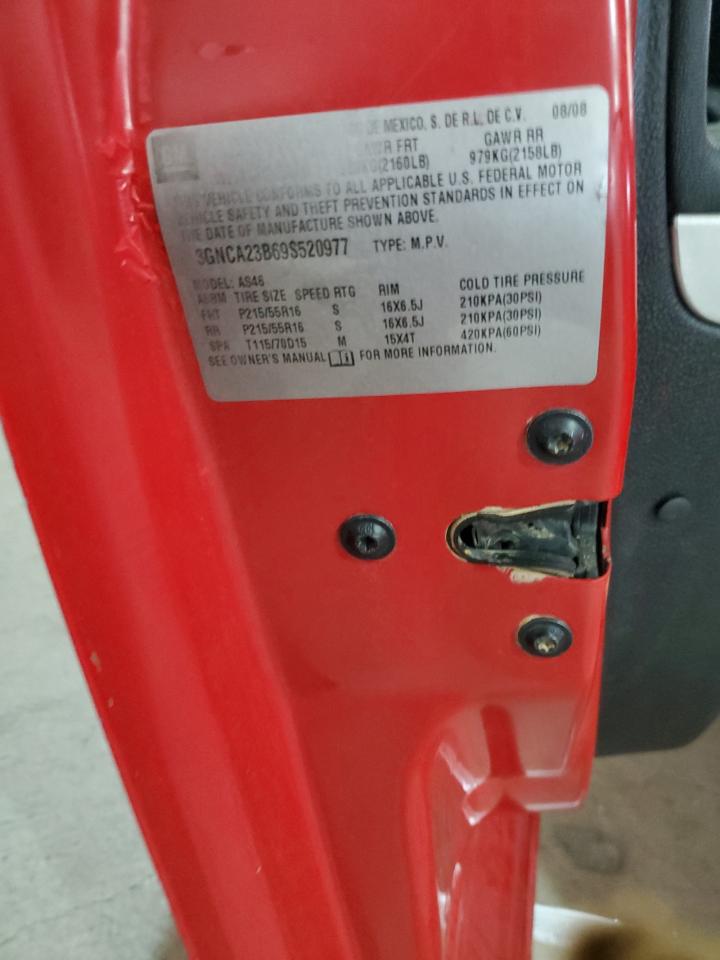 GM
DE MEXICO, S. DE R.L. DE C.V. 08/08
FRT GAWR RR
(2160LB) 979KG(2158LB)
VEHICLE CONFORMS TO ALL APPLICABLE U.S. FEDERAL MOTOR
VEHICLE SAFETY AND THEFT PREVENTION STANDARDS IN EFFECT ON
THE DATE OF MANUFACTURE SHOWN ABOVE.
3GNCA23B69S520977 TYPE: M.P.V.
MODEL: AS46
TIRE SIZE SPEED RTG RIM COLD TIRE PRESSURE
FRT P215/55R16 S 16X6.5J 210KPA(30PSI)
RR P215/55R16 S 16X6.5J 210KPA(30PSI)
SPA T115/70D15 M 15X4T 420KPA(60PSI)
SEE OWNER'S MANUAL FOR MORE INFORMATION.